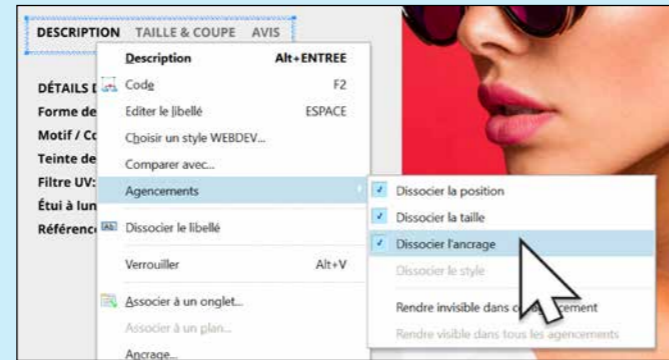 DESCRIPTION TAILLE & COUPE AVIS
Description Alt+ENTREE
DÉTAILS
Code F2
Forme de
Editer le libellé ESPACE
Motif /
Choisir un style WEBDEV...
Teinte de
Comparer avec...
Filtre UV:
Agencements
Étui à lun
Référenc
Dissocier le libellé
Verrouiller Alt+V
Associer à un onglet...
Associer à un plan...
Ancrage...
Dissocier la position
Dissocier la taille
Dissocier l'ancrage
Dissocier le style
Rendre invisible dans cement
Rendre visible dans tous les agencements